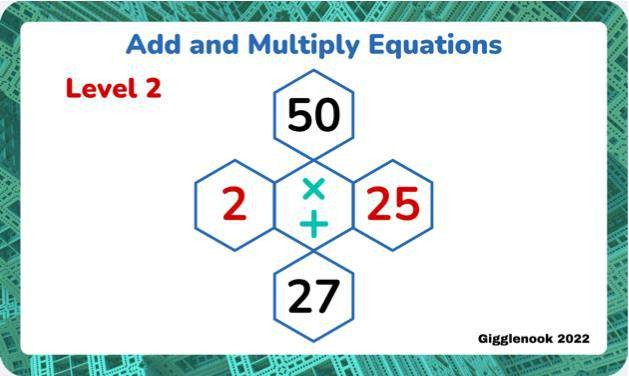 Add and Multiply Equations
Level 2
50
×
2 25
+
27
Gigglenook 2022